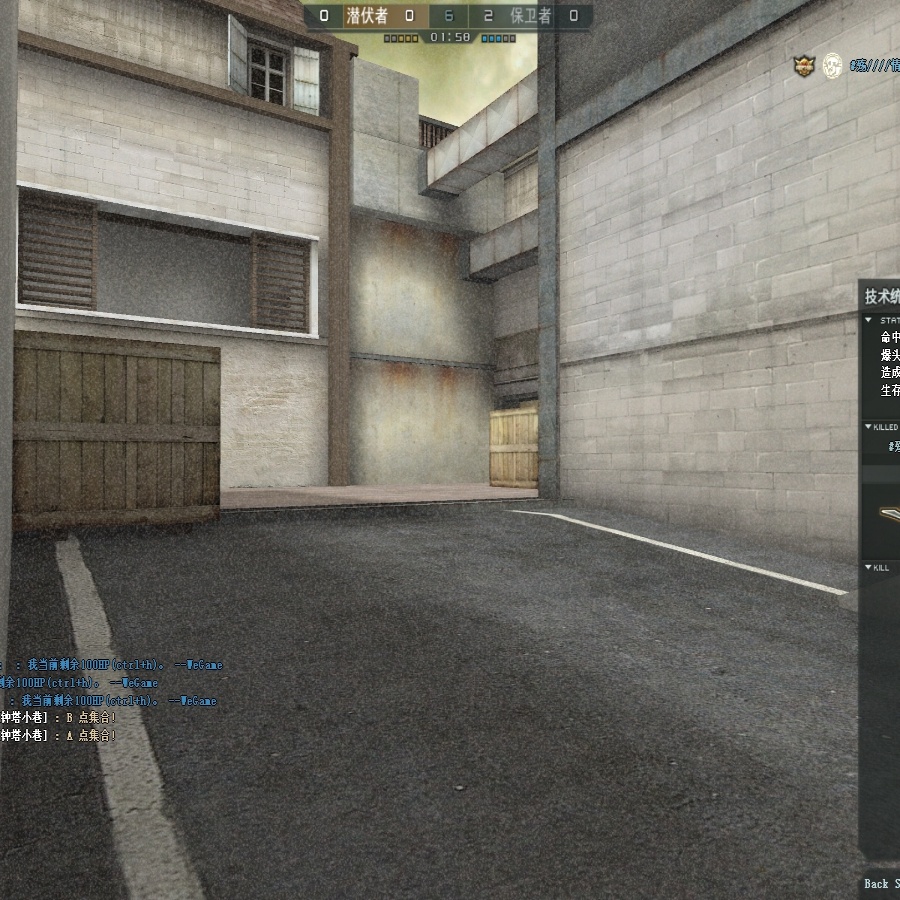 0 潜伏者 0 6 2 保卫者 0
01:58
技术统
STAT
命中
爆头
造成
生存
KILLED
KILL
: : 我当前剩余100HP(ctrl+h)。 --WeGame
剩余100HP(ctrl+h)。 --WeGame
: 我当前剩余100HP(ctrl+h)。 --WeGame
钟塔小巷] : B 点集合!
钟塔小巷] : A 点集合!
Back S